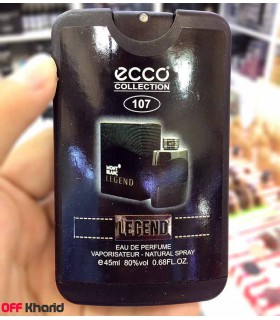 ecco
COLLECTION
107
MONT
BLANC
LEGEND
LEGEND
EAU DE PERFUME
VAPORISATEUR - NATURAL SPRAY
℮45ml 80%vol 0.68FL.OZ.
OFF Kharid